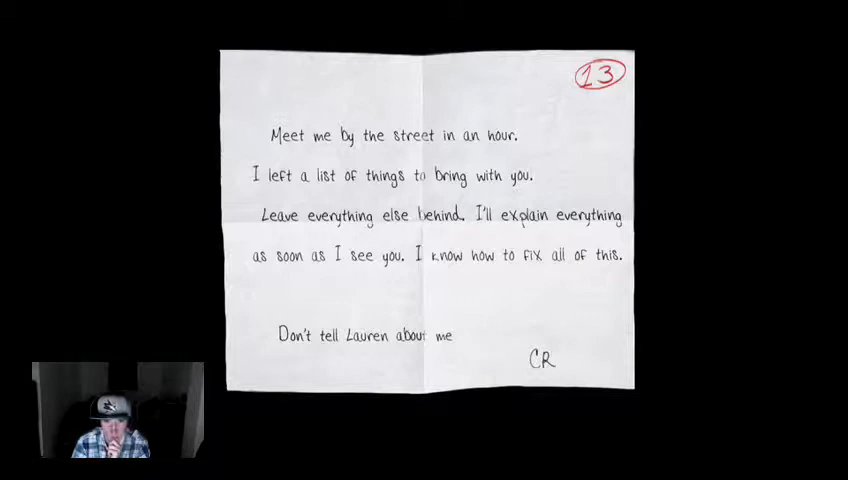 13
Meet me by the street in an hour.
I left a list of things to bring with you.
Leave everything else behind. I'll explain everything
as soon as I see you. I know how to fix all of this.
Don't tell Lauren about me
CR